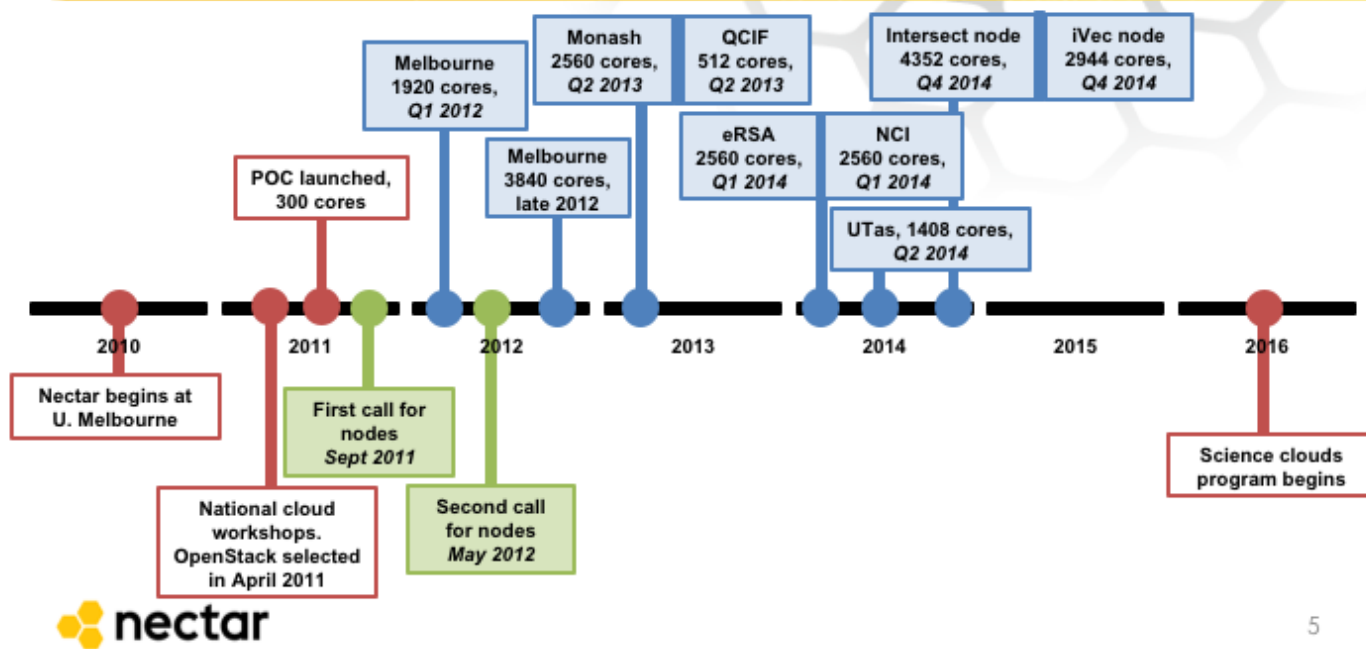 Monash
2560 cores,
Q2 2013
QCIF
512 cores,
Q2 2013
Intersect node
4352 cores,
Q4 2014
iVec node
2944 cores,
Q4 2014
Melbourne
1920 cores,
Q1 2012
eRSA
2560 cores,
Q1 2014
NCI
2560 cores,
Q1 2014
Melbourne
3840 cores,
late 2012
POC launched,
300 cores
UTas, 1408 cores,
Q2 2014
2010
2011
2012
2013
2014
2015
2016
Nectar begins at
U. Melbourne
First call for
nodes
Sept 2011
Science clouds
program begins
National cloud
workshops.
OpenStack selected
in April 2011
Second call
for nodes
May 2012
nectar
5